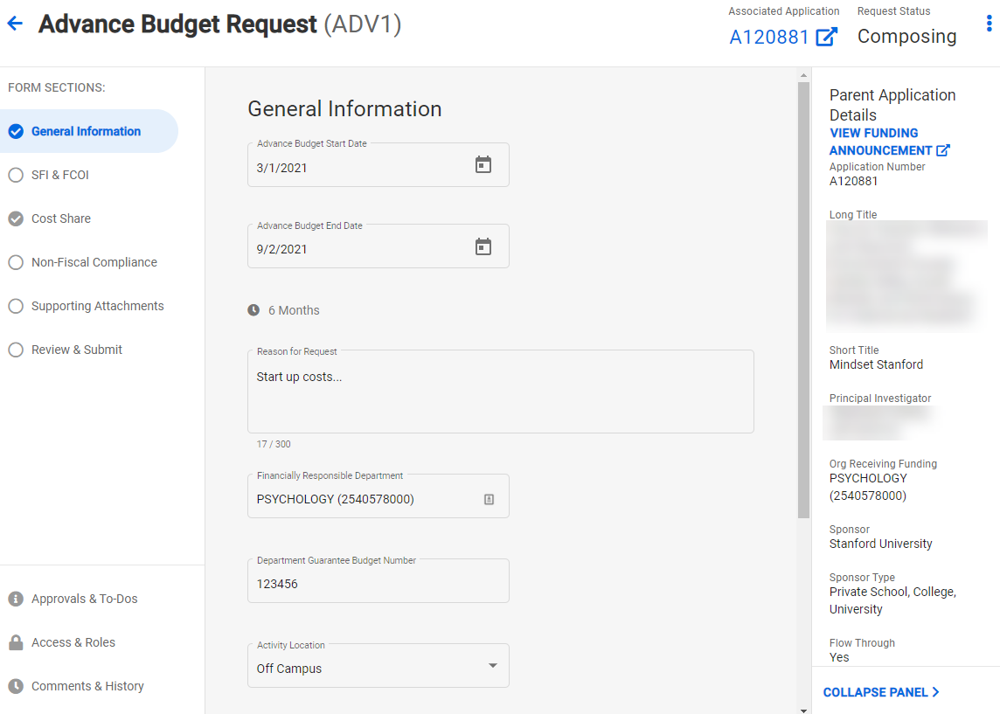 Advance Budget Request (ADV1)
Associated Application
A120881
Request Status
Composing
FORM SECTIONS:
General Information
SFI & FCOI
Cost Share
Non-Fiscal Compliance
Supporting Attachments
Review & Submit
Approvals & To-Dos
Access & Roles
Comments & History
General Information
Advance Budget Start Date
3/1/2021
Advance Budget End Date
9/2/2021
6 Months
Reason for Request
Start up costs...
17 / 300
Financially Responsible Department
PSYCHOLOGY (2540578000)
Department Guarantee Budget Number
123456
Activity Location
Off Campus
Parent Application
Details
VIEW FUNDING
ANNOUNCEMENT
Application Number
A120881
Long Title
Short Title
Mindset Stanford
Principal Investigator
Org Receiving Funding
PSYCHOLOGY
(2540578000)
Sponsor
Stanford University
Sponsor Type
Private School, College,
University
Flow Through
Yes
COLLAPSE PANEL